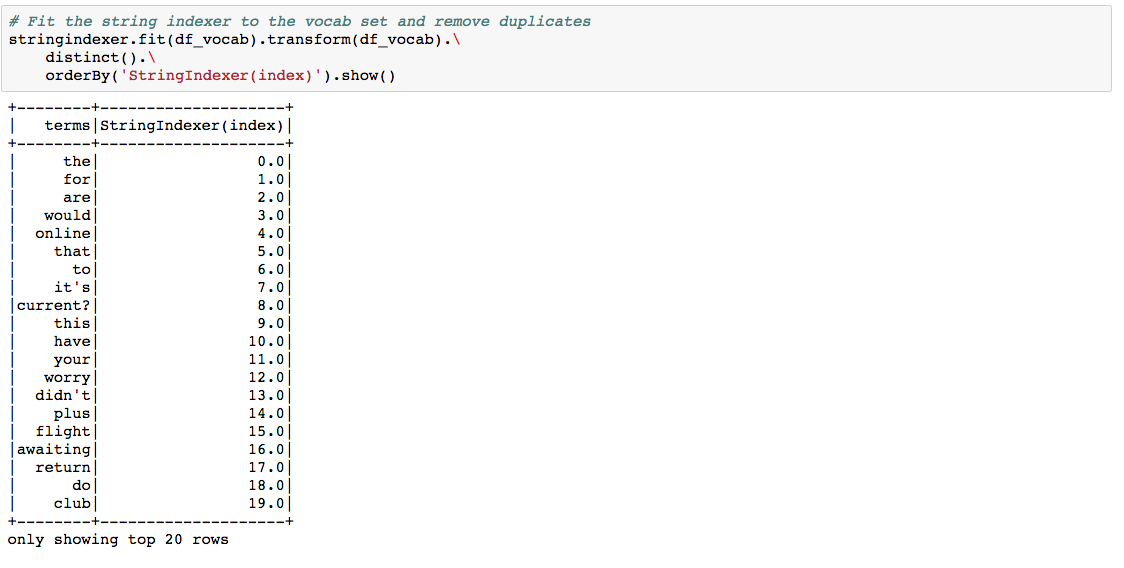 # Fit the string indexer to the vocab set and remove duplicates
stringindexer.fit(df_vocab).transform(df_vocab).\
    distinct().\
    orderBy('StringIndexer(index)').show()
+--------+--------------------+
|   terms|StringIndexer(index)|
+--------+--------------------+
|     the|                 0.0|
|     for|                 1.0|
|     are|                 2.0|
|   would|                 3.0|
|  online|                 4.0|
|    that|                 5.0|
|      to|                 6.0|
|    it's|                 7.0|
|current?|                 8.0|
|    this|                 9.0|
|    have|                10.0|
|    your|                11.0|
|   worry|                12.0|
|  didn't|                13.0|
|    plus|                14.0|
|  flight|                15.0|
|awaiting|                16.0|
|  return|                17.0|
|      do|                18.0|
|    club|                19.0|
+--------+--------------------+
only showing top 20 rows